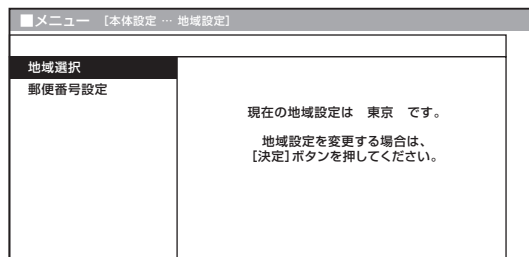 ■メニュー [本体設定 … 地域設定]
地域選択
郵便番号設定
現在の地域設定は　東京　です。
地域設定を変更する場合は、
[決定]ボタンを押してください。